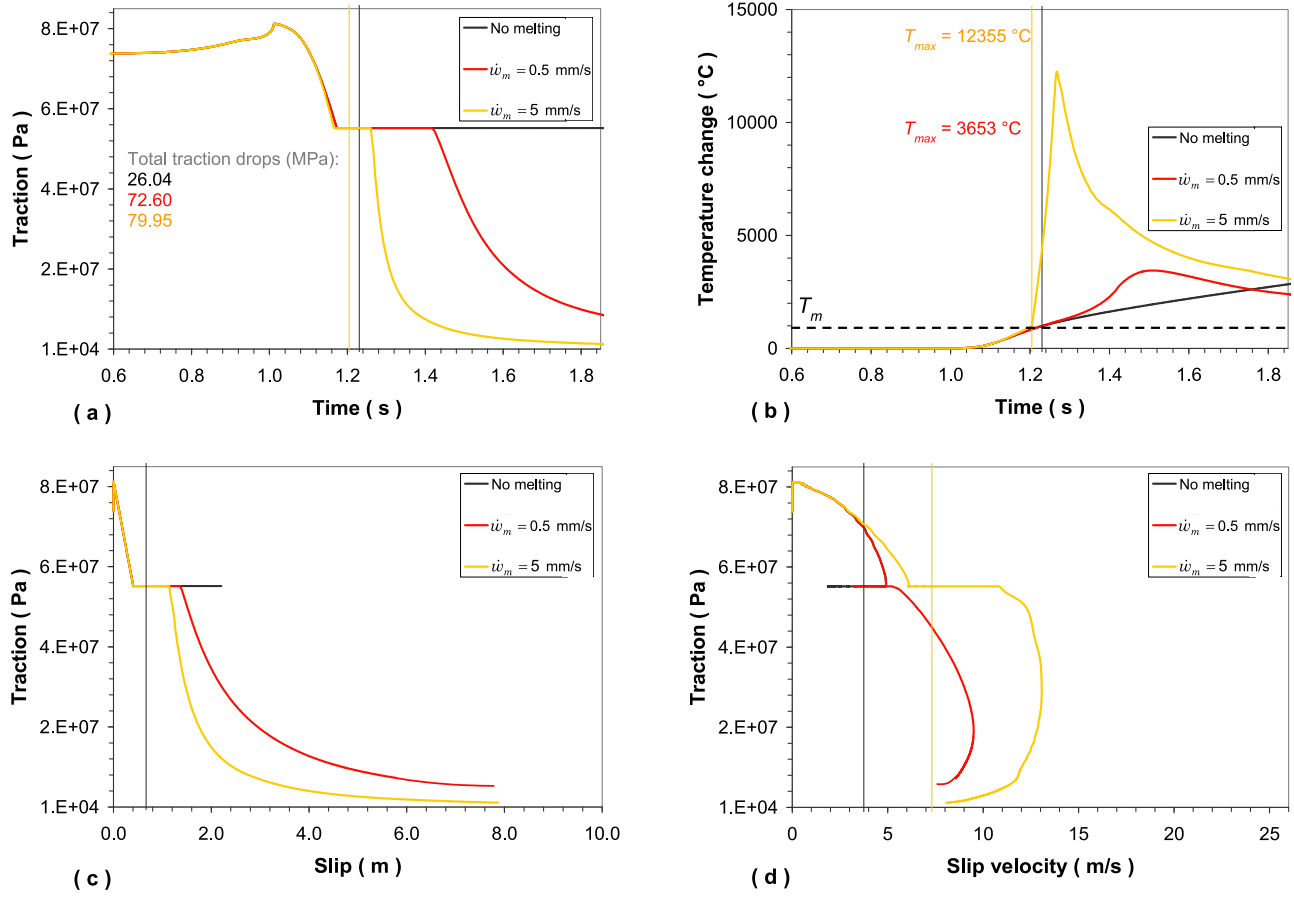 8.E+07
6.E+07
4.E+07
2.E+07
1.E+04
Traction ( Pa )
No melting
ẇm = 0.5 mm/s
ẇm = 5 mm/s
Total traction drops (MPa):
26.04
72.60
79.95
0.6 0.8 1.0 1.2 1.4 1.6 1.8
Time ( s )
( a )
15000
10000
5000
0
Temperature change ( °C )
Tmax = 12355 °C
Tmax = 3653 °C
No melting
ẇm = 0.5 mm/s
ẇm = 5 mm/s
Tm
0.6 0.8 1.0 1.2 1.4 1.6 1.8
Time ( s )
( b )
8.E+07
6.E+07
4.E+07
2.E+07
1.E+04
Traction ( Pa )
No melting
ẇm = 0.5 mm/s
ẇm = 5 mm/s
0.0 2.0 4.0 6.0 8.0 10.0
Slip ( m )
( c )
8.E+07
6.E+07
4.E+07
2.E+07
1.E+04
Traction ( Pa )
No melting
ẇm = 0.5 mm/s
ẇm = 5 mm/s
0 5 10 15 20 25
Slip velocity ( m/s )
( d )